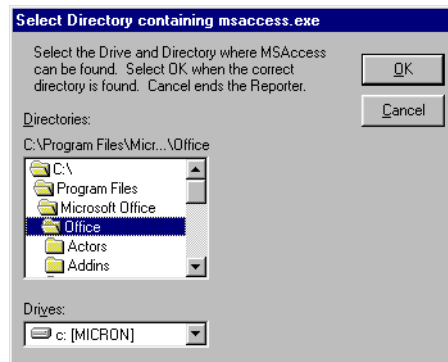 Select Directory containing msaccess.exe
Select the Drive and Directory where MSAccess
can be found. Select OK when the correct
directory is found. Cancel ends the Reporter.
OK
Cancel
Directories:
C:\Program Files\Micr...\Office
C:\
Program Files
Microsoft Office
Office
Actors
Addins
Drives:
c: [MICRON]